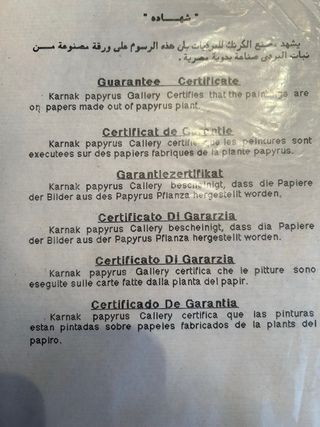 " شهـــاده "
يشهد مصنع الكرنك للبرديات بان هذه الرسوم على ورقة مصنوعة مـــن
نبات البردى صناعة يدوية مصرية .
Guarantee Certificate
Karnak papyrus Gallery Certifies that the paintings are
on papers made out of papyrus plant.
Certificat de Garantie
Karnak papyrus Callery certifie que les peintures sont
executees sur des papiers fabriques de la plante papyrus.
Garantiezertifikat
Karnak papyrus Callery bescheinigt, dass die Papiere
der Bilder aus des Papyrus Pflanza hergestellt worden.
Certificato Di Gararzia
Karnak papyrus Callery bescheinigt, dass dia Papiere
der Bilder aus des Papyrus Pflanza hergestellt worden.
Certificato Di Gararzia
Karnak papyrus Gallery certifica che le pitture sono
eseguite sulle carte fatte dalla pianta del papir.
Certificado De Garantia
Karnak papyrus Callery certifica que las pinturas
estan pintadas sobre papeles fabricados de la plants del
papiro.